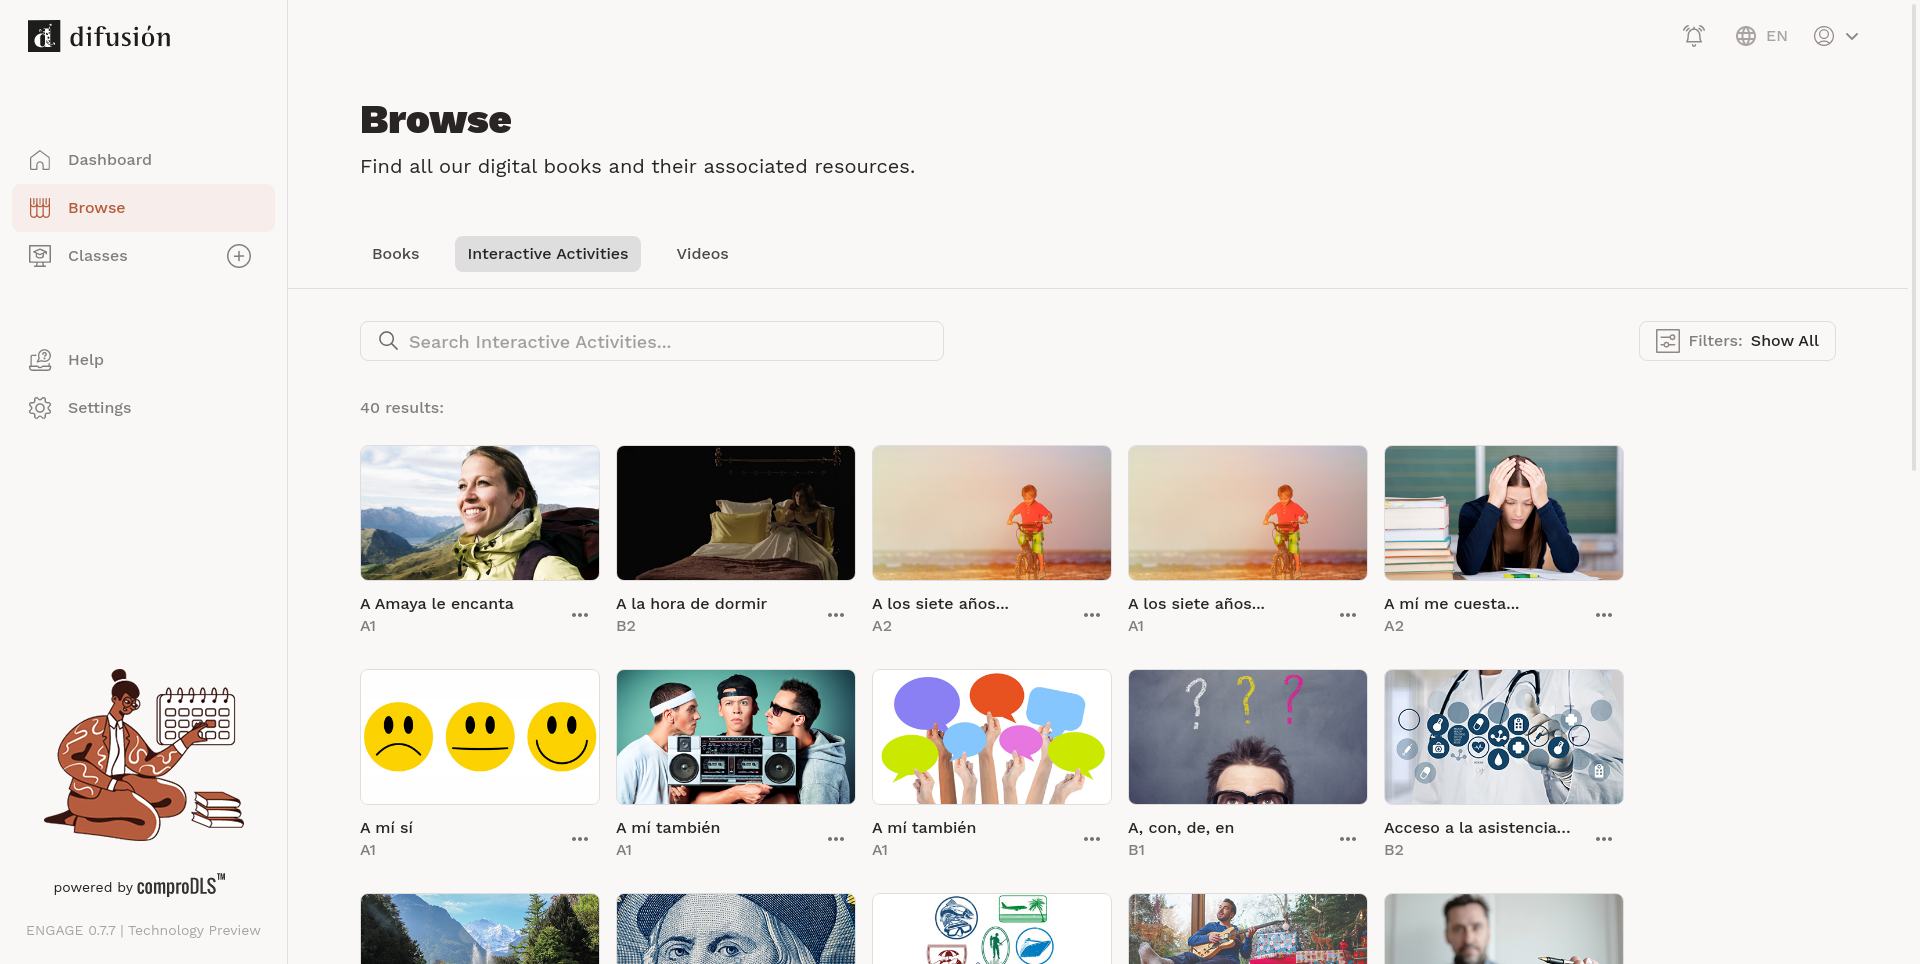 difusión
EN
Dashboard
Browse
Classes
Help
Settings
powered by comproDLS™
ENGAGE 0.7.7 | Technology Preview
Browse
Find all our digital books and their associated resources.
Books
Interactive Activities
Videos
Search Interactive Activities...
Filters: Show All
40 results:
A Amaya le encanta
A1
A la hora de dormir
B2
A los siete años...
A2
A los siete años...
A1
A mí me cuesta...
A2
A mí sí
A1
A mí también
A1
A mí también
A1
A, con, de, en
B1
Acceso a la asistencia...
B2